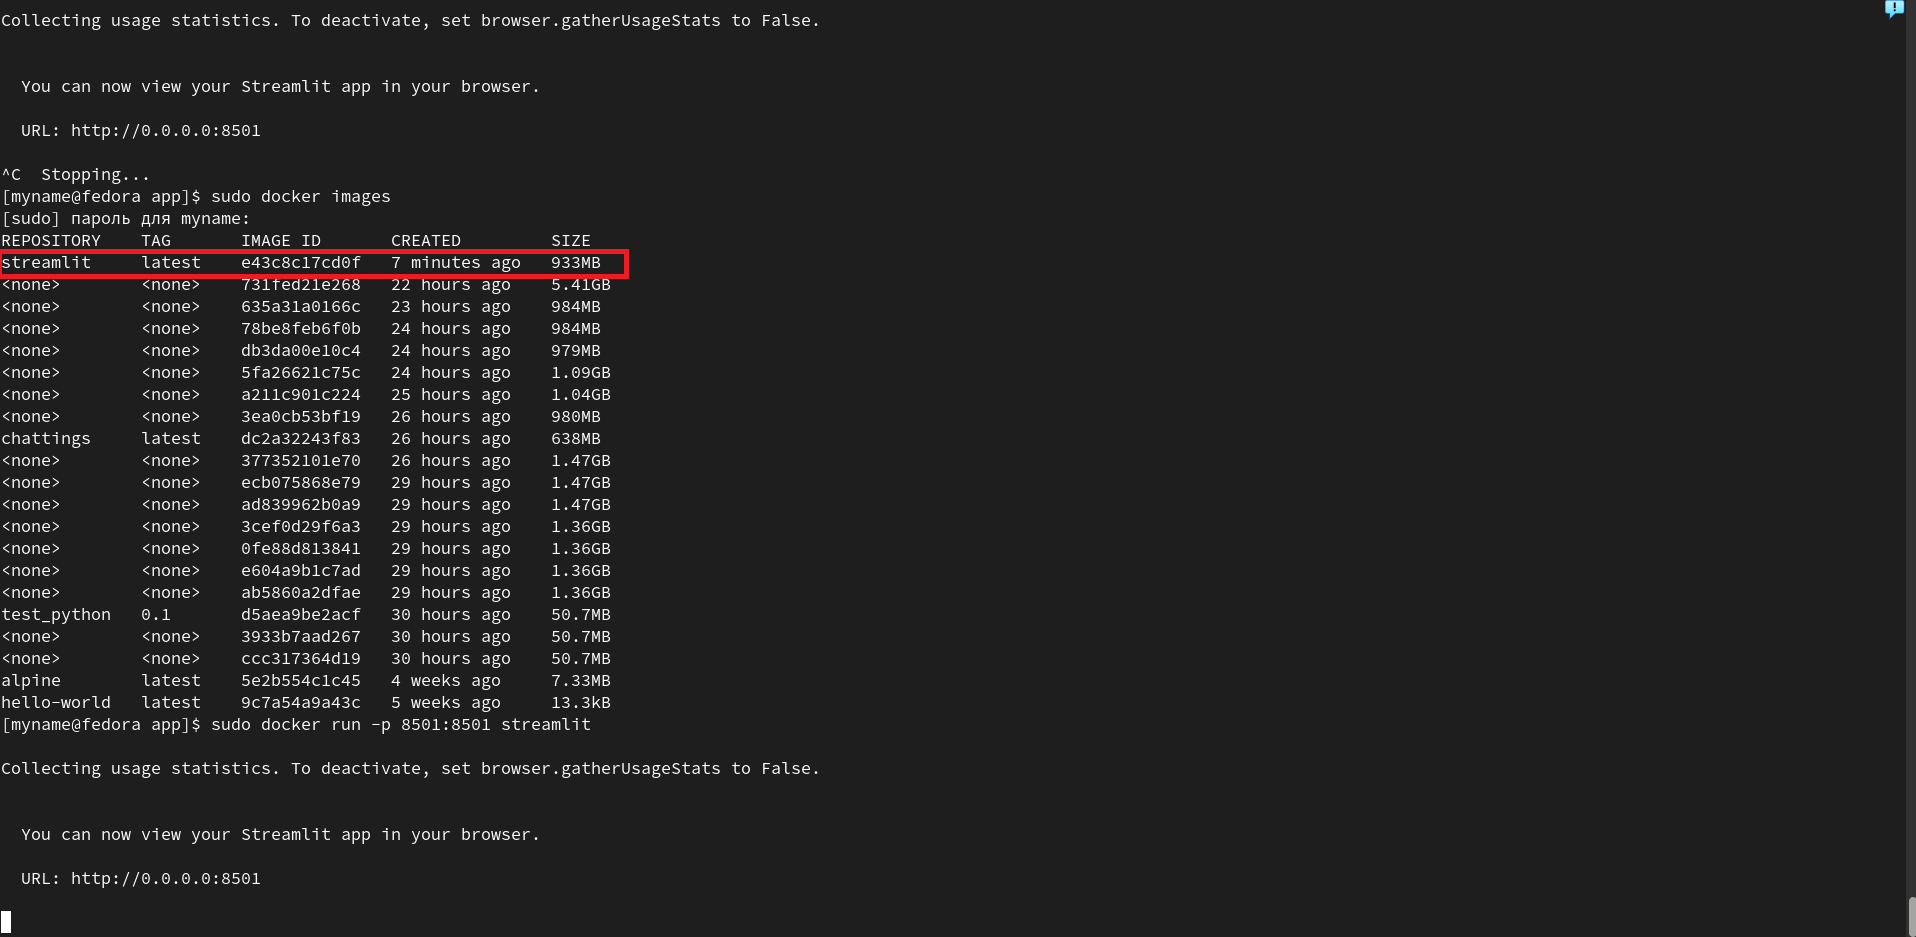 Collecting usage statistics. To deactivate, set browser.gatherUsageStats to False.
You can now view your Streamlit app in your browser.
URL: http://0.0.0.0:8501
^C  Stopping...
[myname@fedora app]$ sudo docker images
[sudo] пароль для myname:
REPOSITORY    TAG       IMAGE ID       CREATED         SIZE
streamlit     latest    e43c8c17cd0f   7 minutes ago   933MB
<none>        <none>    731fed21e268   22 hours ago    5.41GB
<none>        <none>    635a31a0166c   23 hours ago    984MB
<none>        <none>    78be8feb6f0b   24 hours ago    984MB
<none>        <none>    db3da00e10c4   24 hours ago    979MB
<none>        <none>    5fa26621c75c   24 hours ago    1.09GB
<none>        <none>    a211c901c224   25 hours ago    1.04GB
<none>        <none>    3ea0cb53bf19   26 hours ago    980MB
chattings     latest    dc2a32243f83   26 hours ago    638MB
<none>        <none>    377352101e70   26 hours ago    1.47GB
<none>        <none>    ecb075868e79   29 hours ago    1.47GB
<none>        <none>    ad839962b0a9   29 hours ago    1.47GB
<none>        <none>    3cef0d29f6a3   29 hours ago    1.36GB
<none>        <none>    0fe88d813841   29 hours ago    1.36GB
<none>        <none>    e604a9b1c7ad   29 hours ago    1.36GB
<none>        <none>    ab5860a2dfae   29 hours ago    1.36GB
test_python   0.1       d5aea9be2acf   30 hours ago    50.7MB
<none>        <none>    3933b7aad267   30 hours ago    50.7MB
<none>        <none>    ccc317364d19   30 hours ago    50.7MB
alpine        latest    5e2b554c1c45   4 weeks ago     7.33MB
hello-world   latest    9c7a54a9a43c   5 weeks ago     13.3kB
[myname@fedora app]$ sudo docker run -p 8501:8501 streamlit
Collecting usage statistics. To deactivate, set browser.gatherUsageStats to False.
You can now view your Streamlit app in your browser.
URL: http://0.0.0.0:8501